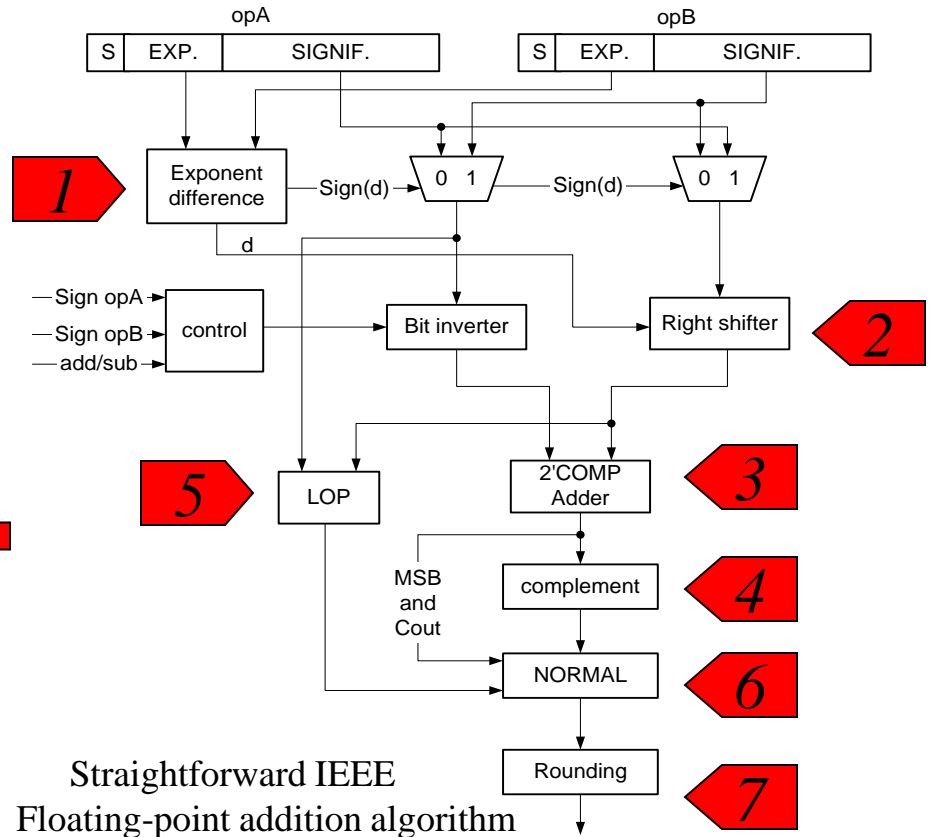 opA opB
S EXP. SIGNIF. S EXP. SIGNIF.
1
Exponent
difference
Sign(d)
0 1
Sign(d)
0 1
d
Sign opA
Sign opB
add/sub
control
Bit inverter
Right shifter
2
5
LOP
2'COMP
Adder
3
MSB
and
Cout
complement
4
NORMAL
6
Rounding
7
Straightforward IEEE
Floating-point addition algorithm